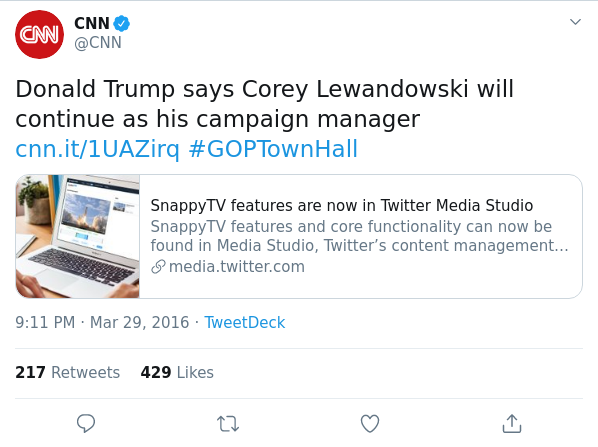 CNN
CNN
@CNN
Donald Trump says Corey Lewandowski will
continue as his campaign manager
cnn.it/1UAZirq #GOPTownHall
SnappyTV features are now in Twitter Media Studio
SnappyTV features and core functionality can now be
found in Media Studio, Twitter’s content management...
media.twitter.com
9:11 PM · Mar 29, 2016 · TweetDeck
217 Retweets 429 Likes